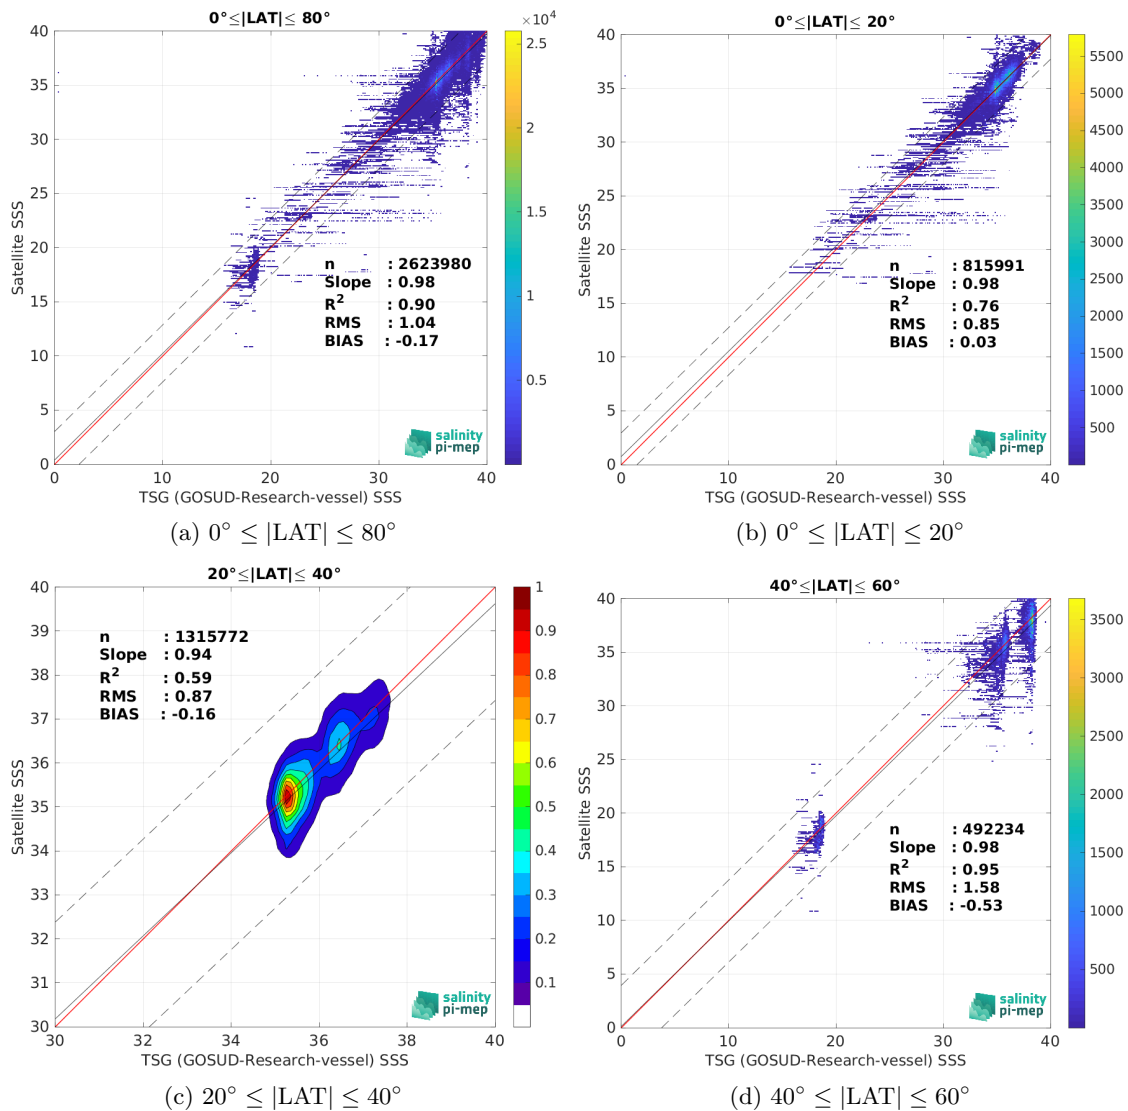 0°≤|LAT|≤ 80°
×10⁴
40
35
30
25
20
15
10
5
0
Satellite SSS
n : 2623980
Slope : 0.98
R² : 0.90
RMS : 1.04
BIAS : -0.17
salinity
pi-mep
0 10 20 30 40
TSG (GOSUD-Research-vessel) SSS
2.5
2
1.5
1
0.5
(a) 0° ≤ |LAT| ≤ 80°
0°≤|LAT|≤ 20°
40
35
30
25
20
15
10
5
0
Satellite SSS
n : 815991
Slope : 0.98
R² : 0.76
RMS : 0.85
BIAS : 0.03
salinity
pi-mep
0 10 20 30 40
TSG (GOSUD-Research-vessel) SSS
5500
5000
4500
4000
3500
3000
2500
2000
1500
1000
500
(b) 0° ≤ |LAT| ≤ 20°
20°≤|LAT|≤ 40°
40
39
38
37
36
35
34
33
32
31
30
Satellite SSS
n : 1315772
Slope : 0.94
R² : 0.59
RMS : 0.87
BIAS : -0.16
salinity
pi-mep
30 32 34 36 38 40
TSG (GOSUD-Research-vessel) SSS
1
0.9
0.8
0.7
0.6
0.5
0.4
0.3
0.2
0.1
(c) 20° ≤ |LAT| ≤ 40°
40°≤|LAT|≤ 60°
40
35
30
25
20
15
10
5
0
Satellite SSS
n : 492234
Slope : 0.98
R² : 0.95
RMS : 1.58
BIAS : -0.53
salinity
pi-mep
0 10 20 30 40
TSG (GOSUD-Research-vessel) SSS
3500
3000
2500
2000
1500
1000
500
(d) 40° ≤ |LAT| ≤ 60°